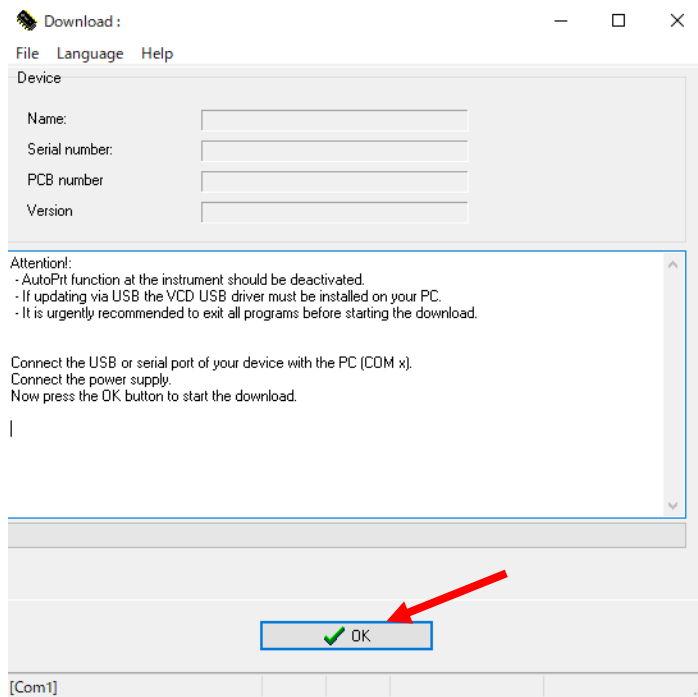 Download :
File Language Help
Device
Name:
Serial number:
PCB number
Version
Attention!:
- AutoPrt function at the instrument should be deactivated.
- If updating via USB the VCD USB driver must be installed on your PC.
- It is urgently recommended to exit all programs before starting the download.
Connect the USB or serial port of your device with the PC (COM x).
Connect the power supply.
Now press the OK button to start the download.
OK
[Com1]